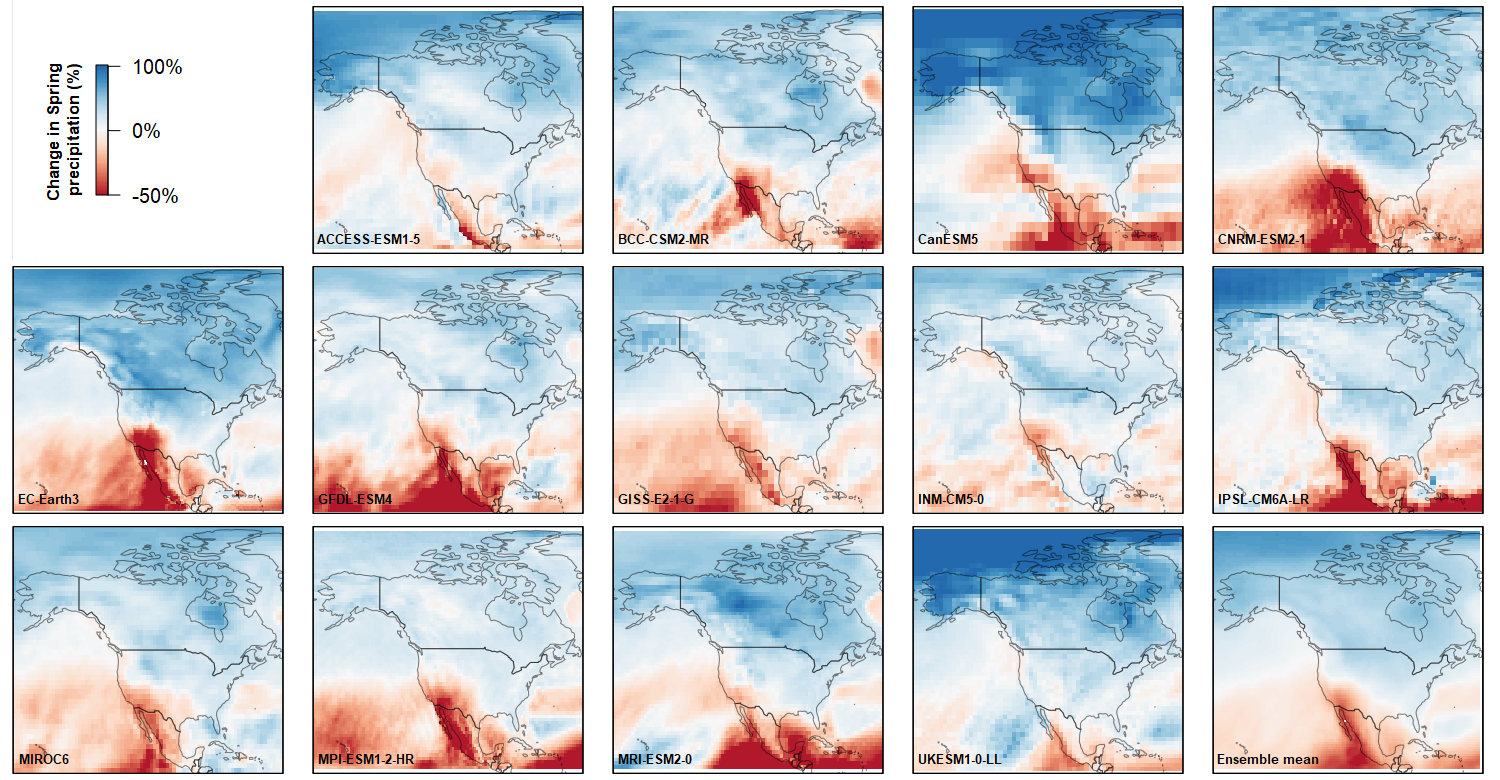 Change in Spring
precipitation (%)
100%
0%
-50%
ACCESS-ESM1-5
BCC-CSM2-MR
CanESM5
CNRM-ESM2-1
EC-Earth3
GFDL-ESM4
GISS-E2-1-G
INM-CM5-0
IPSL-CM6A-LR
MIROC6
MPI-ESM1-2-HR
MRI-ESM2-0
UKESM1-0-LL
Ensemble mean